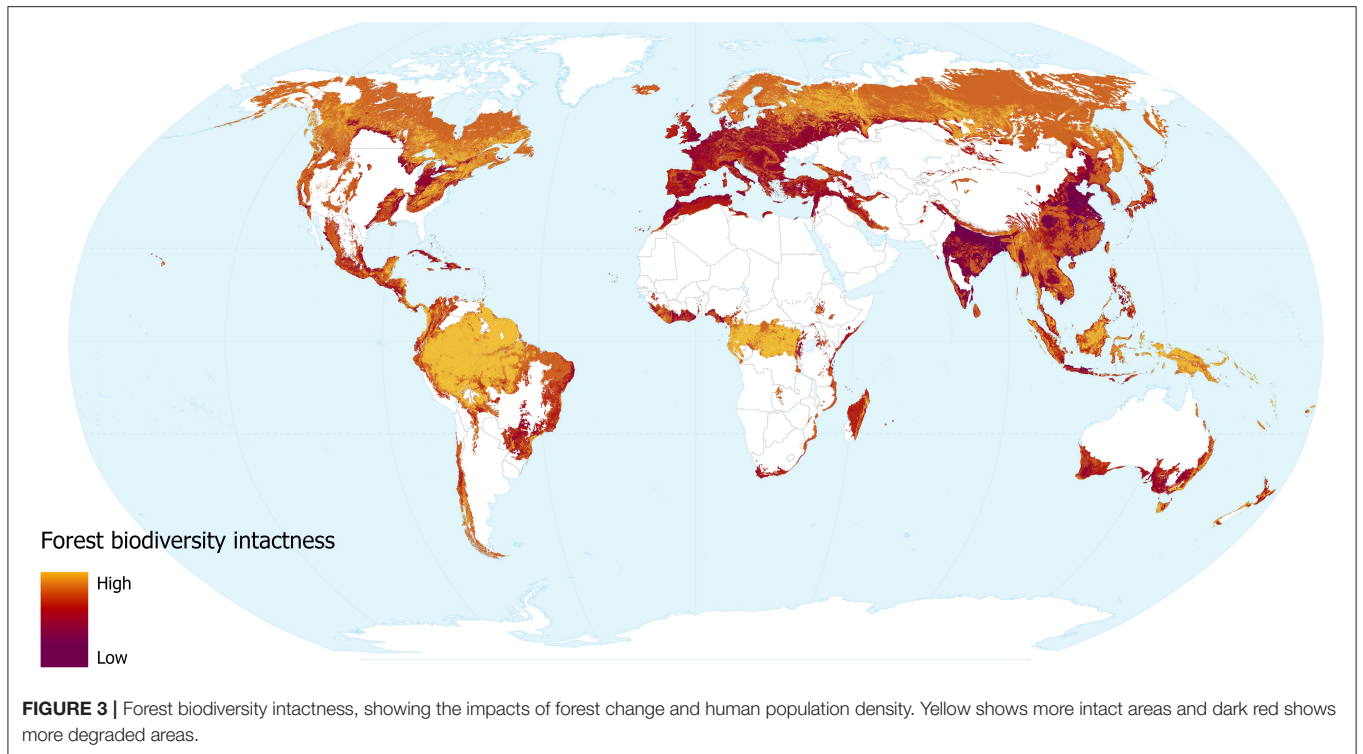 Forest biodiversity intactness
High
Low
FIGURE 3 | Forest biodiversity intactness, showing the impacts of forest change and human population density. Yellow shows more intact areas and dark red shows
more degraded areas.